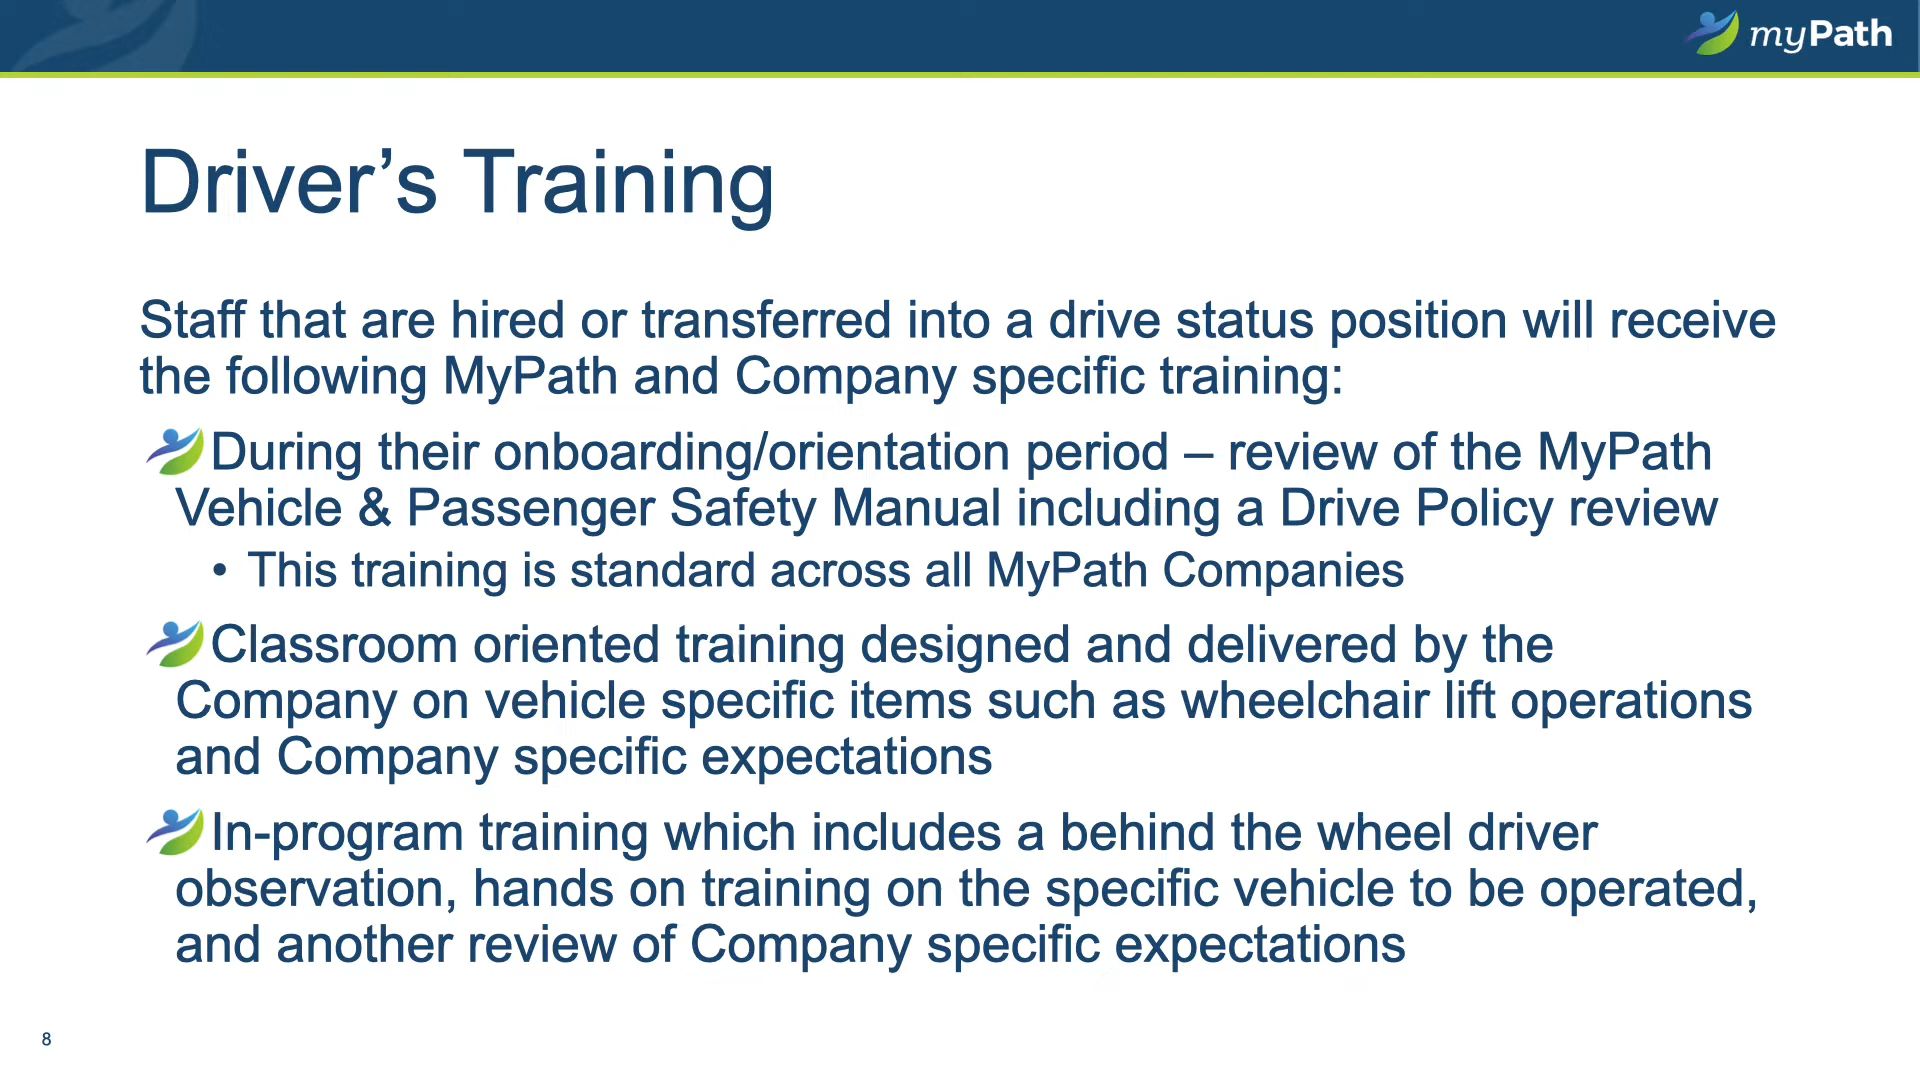 myPath
Driver’s Training
Staff that are hired or transferred into a drive status position will receive
the following MyPath and Company specific training:
During their onboarding/orientation period – review of the MyPath
Vehicle & Passenger Safety Manual including a Drive Policy review
• This training is standard across all MyPath Companies
Classroom oriented training designed and delivered by the
Company on vehicle specific items such as wheelchair lift operations
and Company specific expectations
In-program training which includes a behind the wheel driver
observation, hands on training on the specific vehicle to be operated,
and another review of Company specific expectations
8